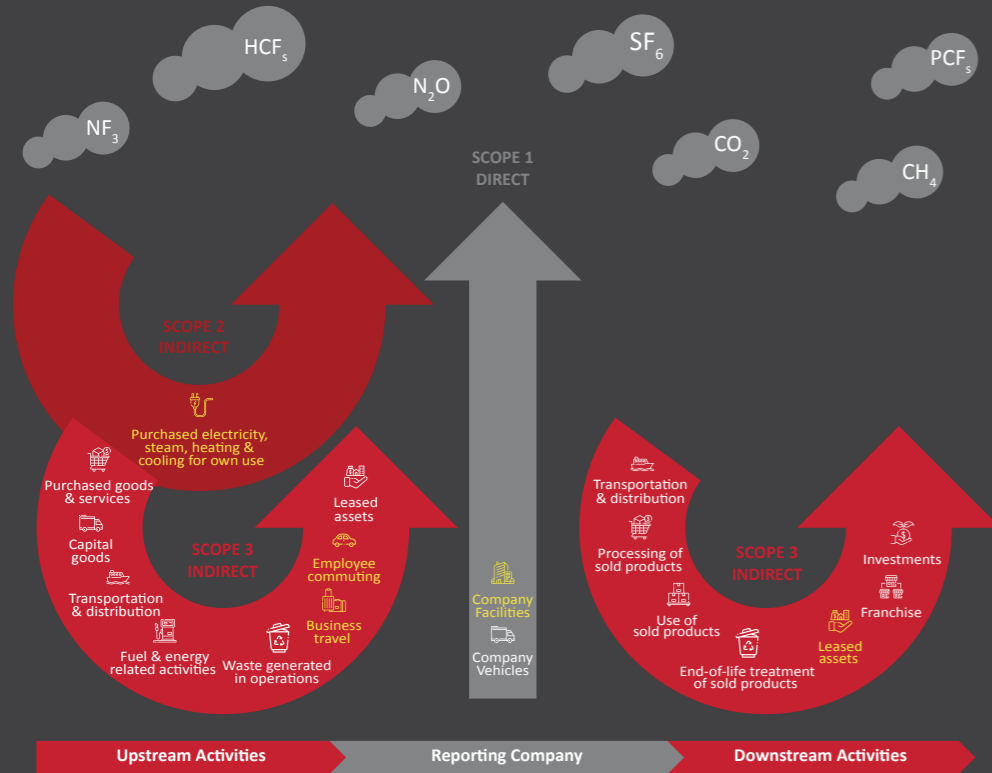 HCFs
SF6
PCFs
N2O
NF3
CO2
CH4
SCOPE 1
DIRECT
SCOPE 2
INDIRECT
Purchased electricity,
steam, heating &
cooling for own use
Purchased goods
& services
Capital
goods
Transportation
& distribution
Fuel & energy
related activities
Waste generated
in operations
Business
travel
Employee
commuting
Leased
assets
SCOPE 3
INDIRECT
Company
Facilities
Company
Vehicles
Transportation
& distribution
Processing of
sold products
Use of
sold products
End-of-life treatment
of sold products
Leased
assets
Franchise
Investments
SCOPE 3
INDIRECT
Upstream Activities
Reporting Company
Downstream Activities